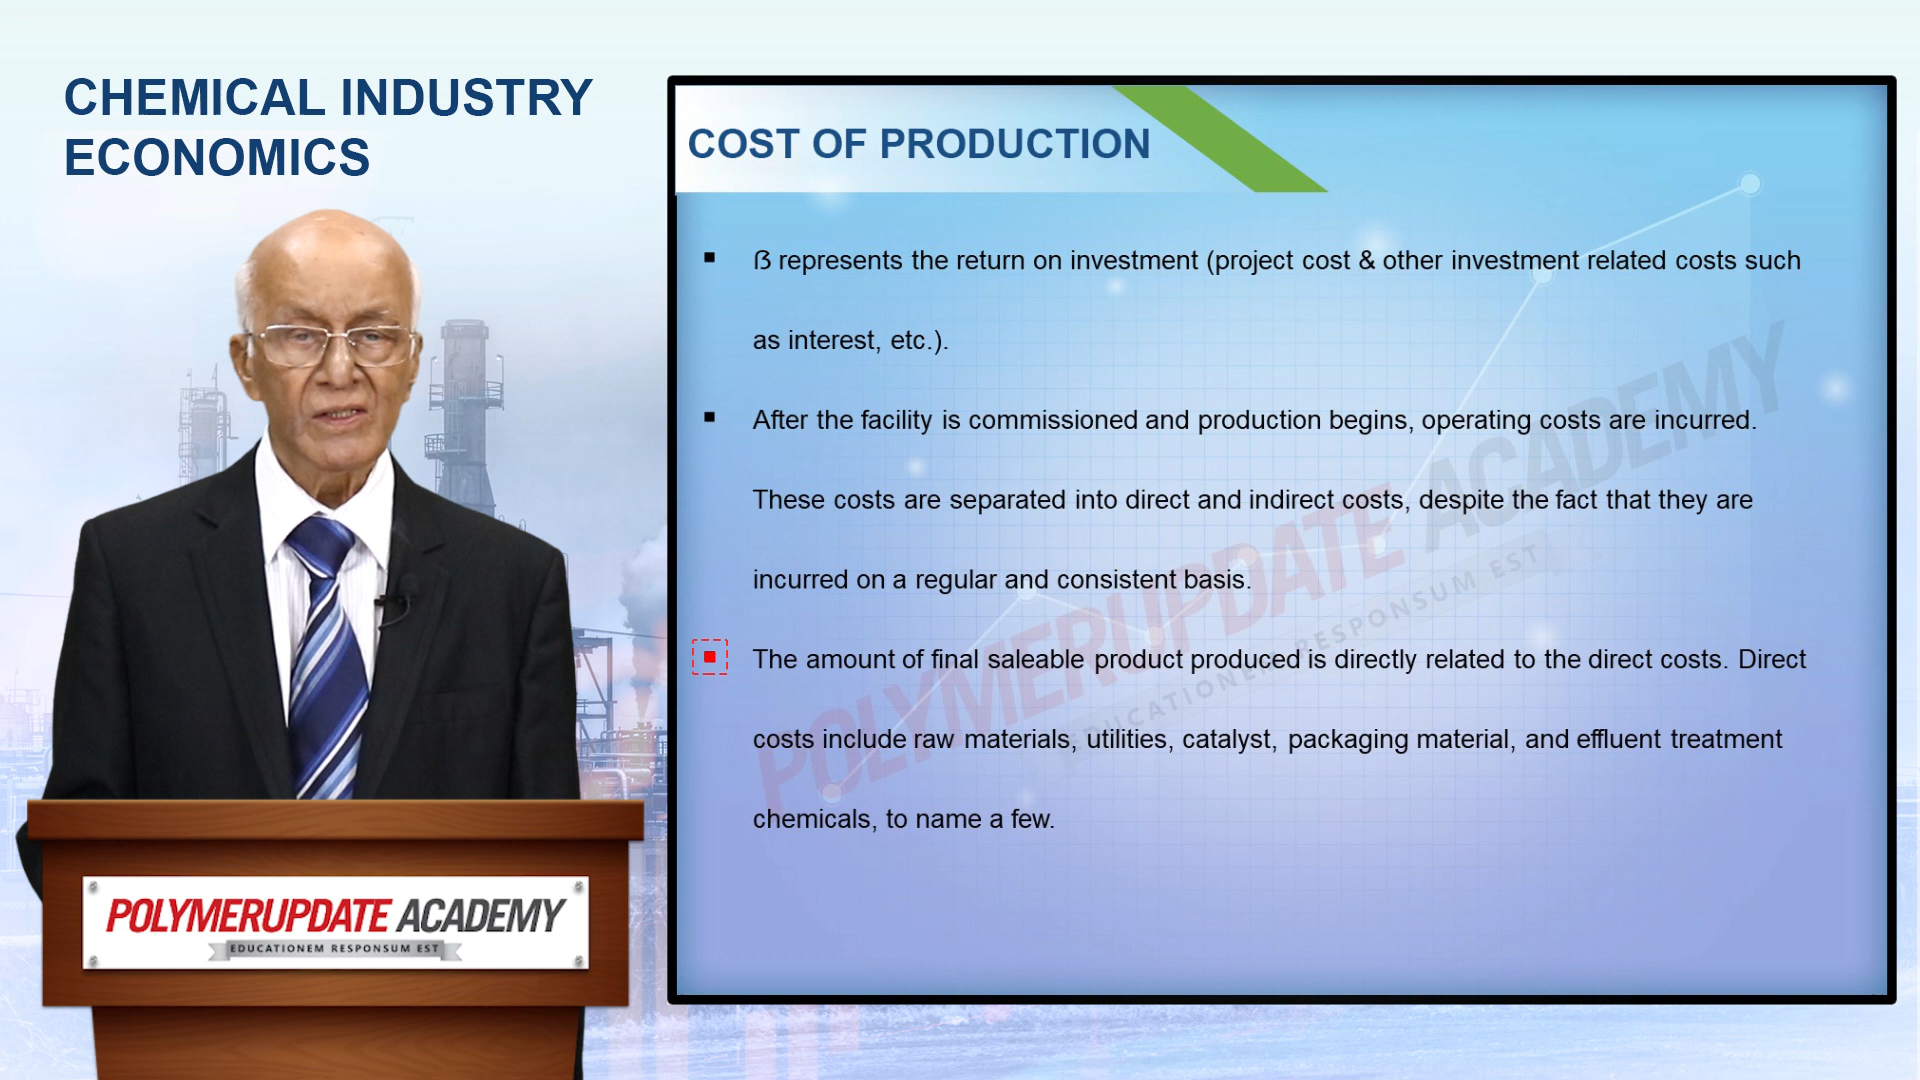 CHEMICAL INDUSTRY
ECONOMICS
COST OF PRODUCTION
ß represents the return on investment (project cost & other investment related costs such
as interest, etc.).
After the facility is commissioned and production begins, operating costs are incurred.
These costs are separated into direct and indirect costs, despite the fact that they are
incurred on a regular and consistent basis.
The amount of final saleable product produced is directly related to the direct costs. Direct
costs include raw materials, utilities, catalyst, packaging material, and effluent treatment
chemicals, to name a few.
POLYMERUPDATE ACADEMY
EDUCATIONEM RESPONSUM EST
POLYMERUPDATE ACADEMY
EDUCATIONEM RESPONSUM EST